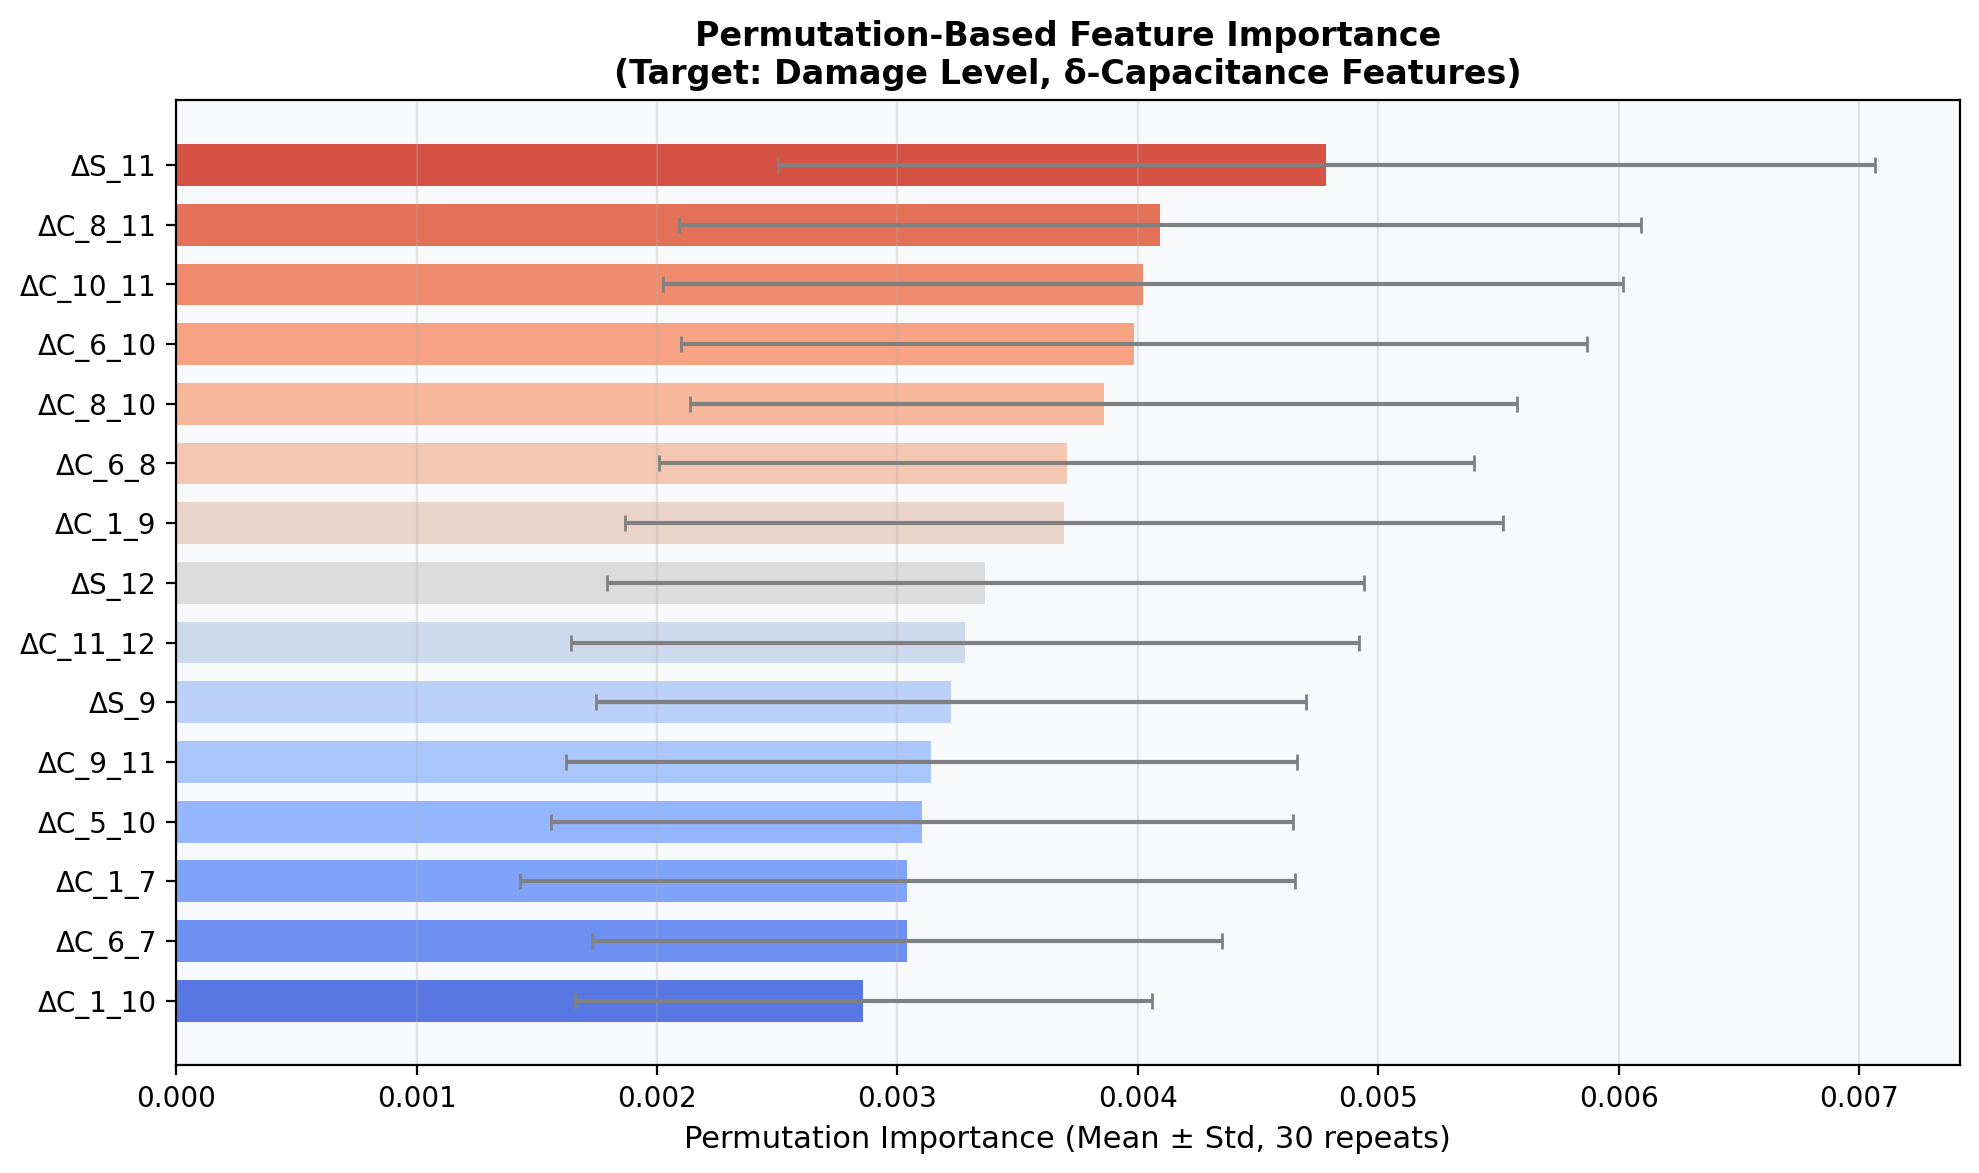 Permutation-Based Feature Importance
(Target: Damage Level, δ-Capacitance Features)
ΔS_11
ΔC_8_11
ΔC_10_11
ΔC_6_10
ΔC_8_10
ΔC_6_8
ΔC_1_9
ΔS_12
ΔC_11_12
ΔS_9
ΔC_9_11
ΔC_5_10
ΔC_1_7
ΔC_6_7
ΔC_1_10
0.000 0.001 0.002 0.003 0.004 0.005 0.006 0.007
Permutation Importance (Mean ± Std, 30 repeats)